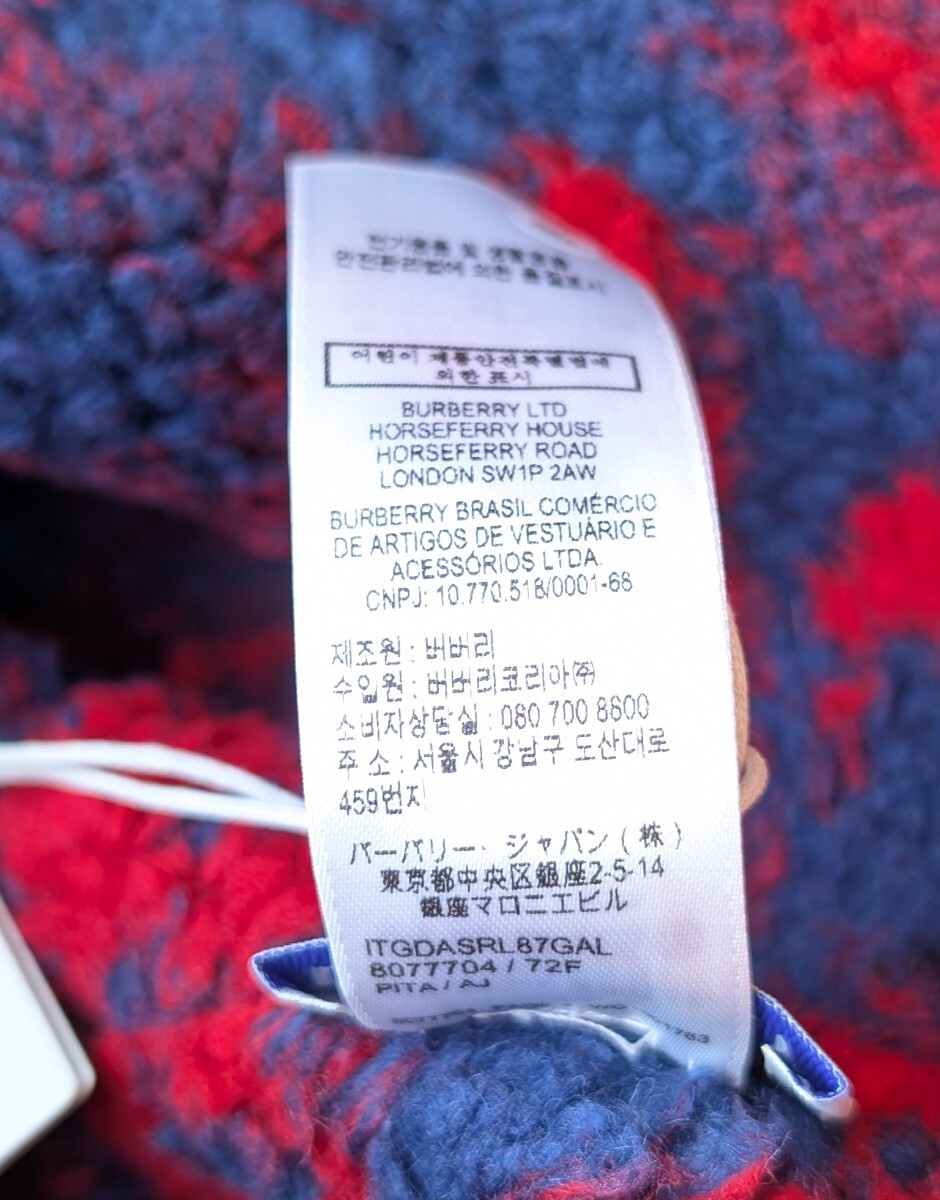 전기용품 및 생활용품
안전관리법에 의한 품질표시
어린이 제품안전특별법에
의한 표시
BURBERRY LTD
HORSEFERRY HOUSE
HORSEFERRY ROAD
LONDON SW1P 2AW
BURBERRY BRASIL COMÉRCIO
DE ARTIGOS DE VESTUÁRIO E
ACESSÓRIOS LTDA.
CNPJ: 10.770.518/0001-68
제조원 : 버버리
수입원 : 버버리코리아㈜
소비자상담실 : 080 700 8800
주 소 : 서울시 강남구 도산대로
459번지
バーバリー・ジャパン（株）
東京都中央区銀座2-5-14
銀座マロニエビル
ITGDASRL87GAL
8077704 / 72F
PITA / AJ